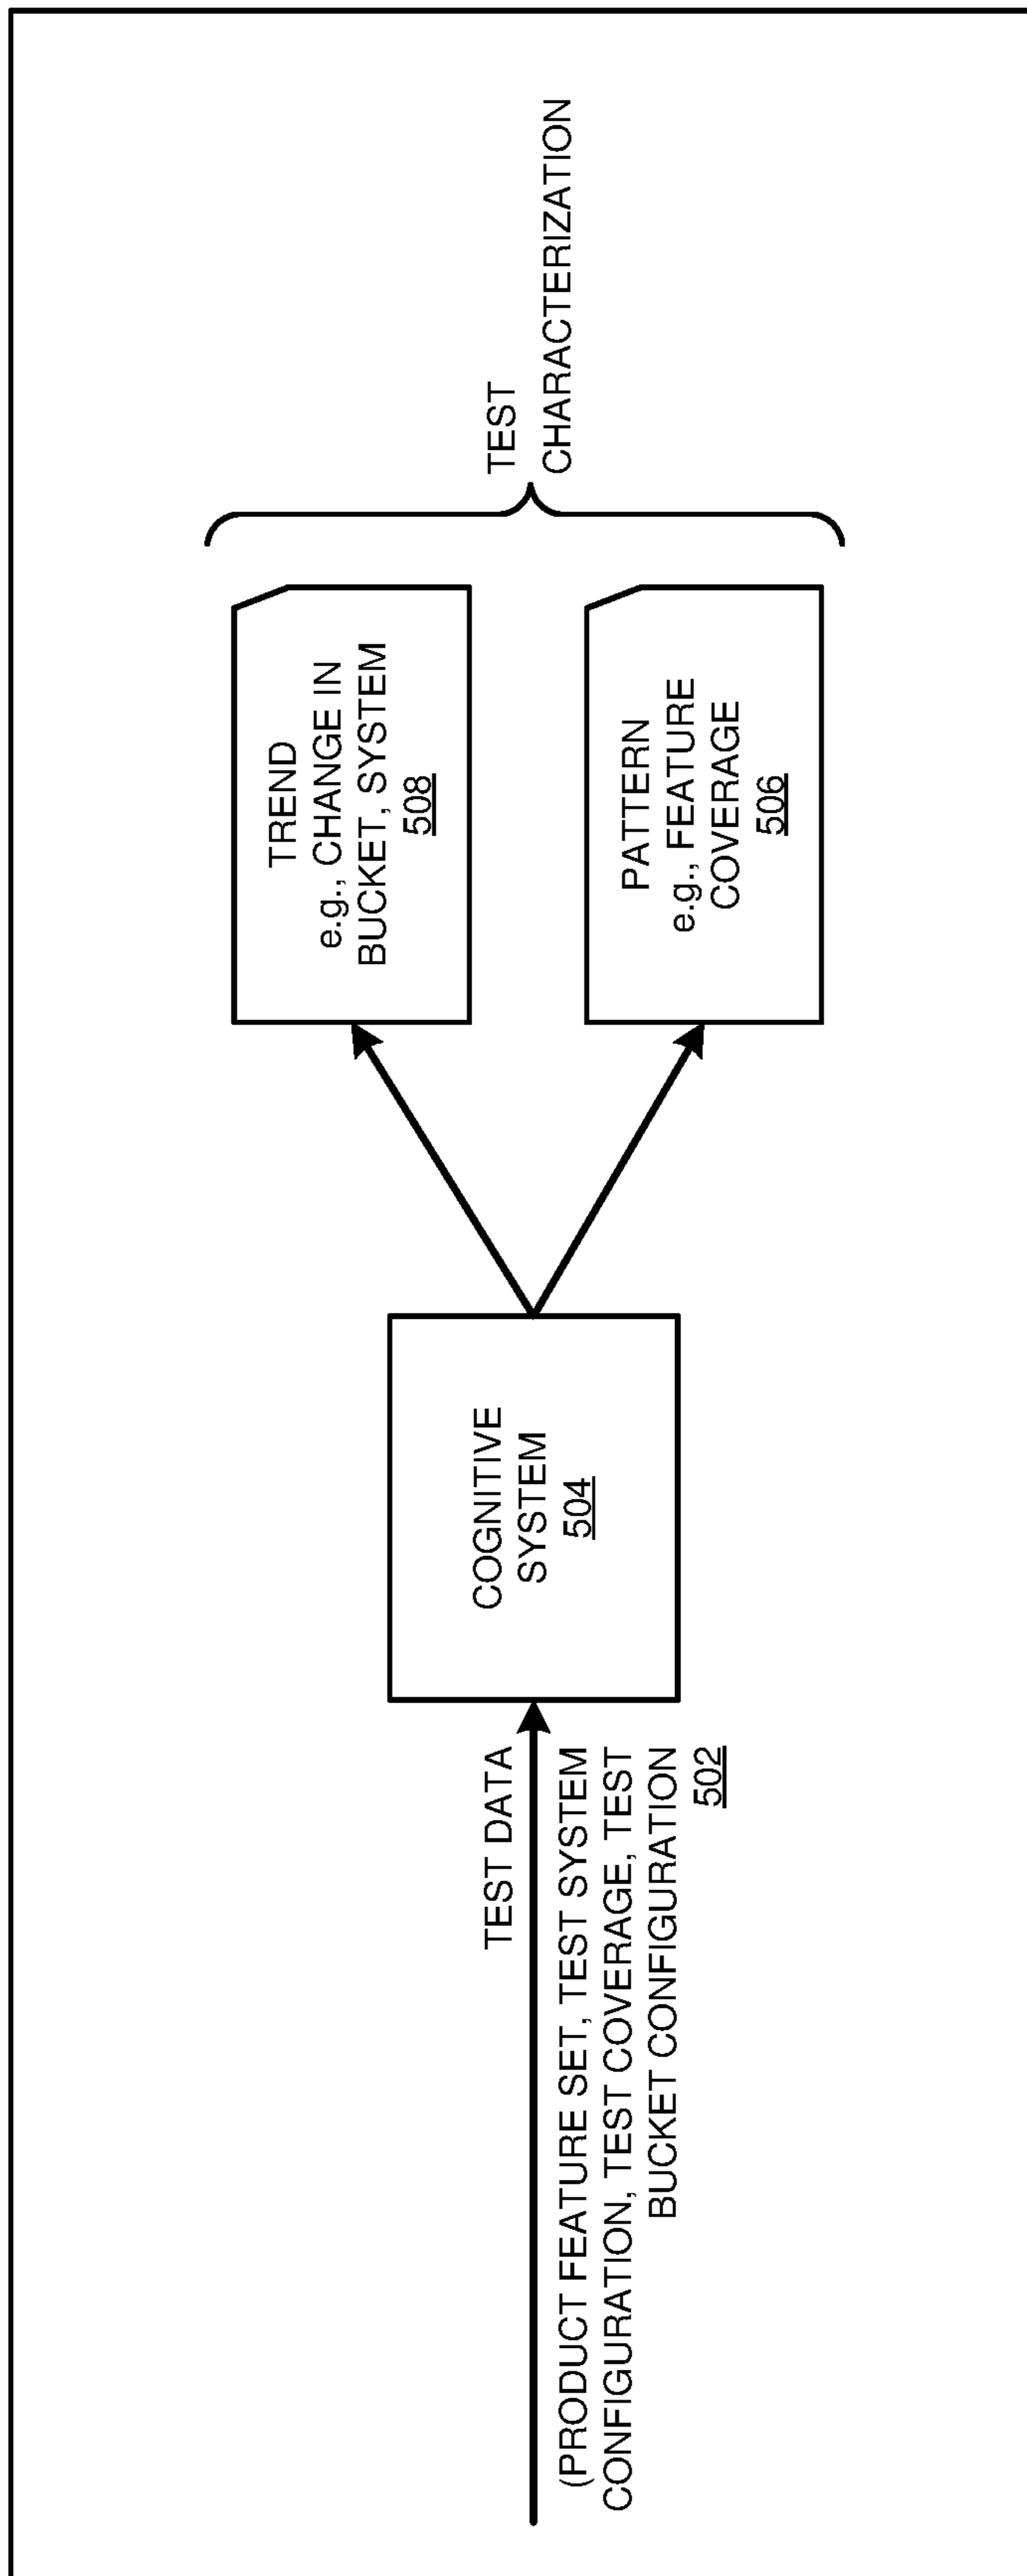 TEST DATA
(PRODUCT FEATURE SET, TEST SYSTEM
CONFIGURATION, TEST COVERAGE, TEST
BUCKET CONFIGURATION
502
COGNITIVE
SYSTEM
504
TREND
e.g., CHANGE IN
BUCKET, SYSTEM
508
PATTERN
e.g., FEATURE
COVERAGE
506
TEST
CHARACTERIZATION